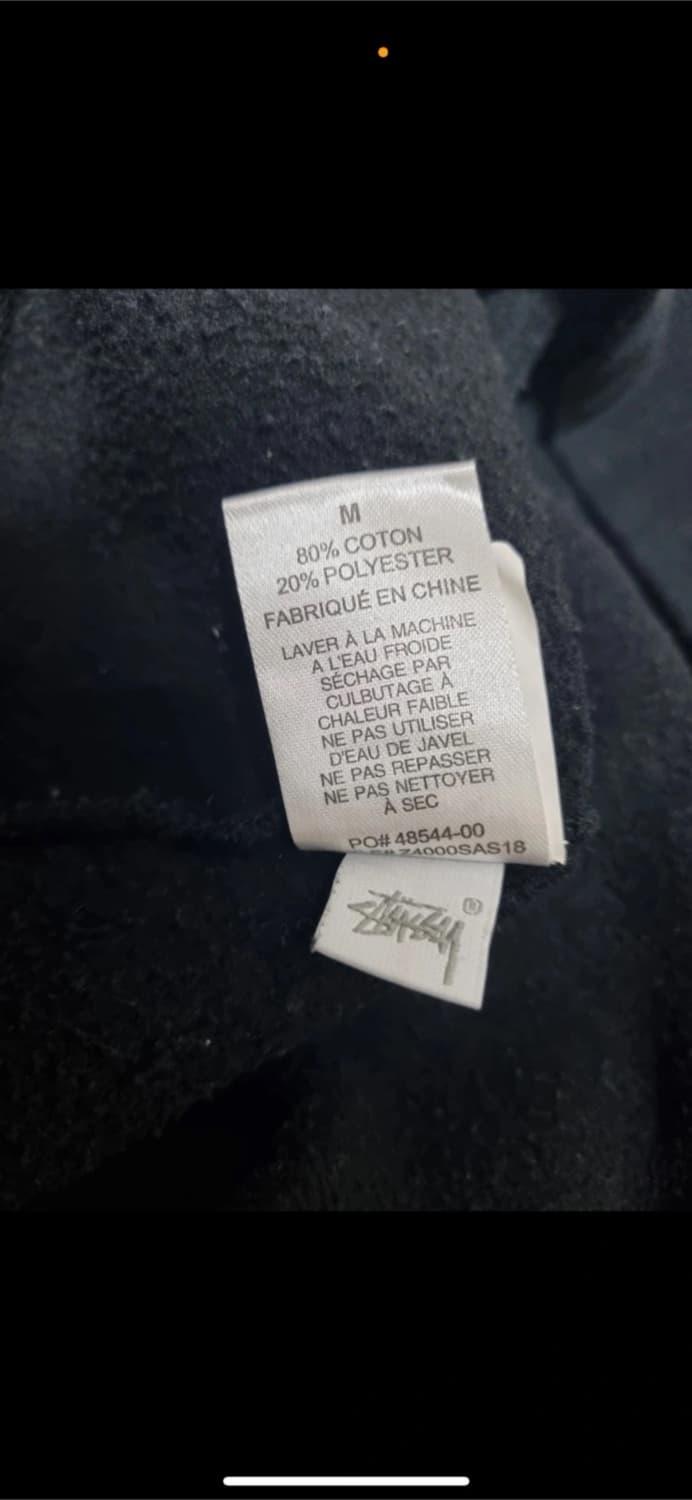 M
80% COTON
20% POLYESTER
FABRIQUÉ EN CHINE
LAVER À LA MACHINE
A L'EAU FROIDE
SÉCHAGE PAR
CULBUTAGE À
CHALEUR FAIBLE
NE PAS UTILISER
D'EAU DE JAVEL
NE PAS REPASSER
NE PAS NETTOYER
À SEC
PO# 48544-00
STÜSSY ®